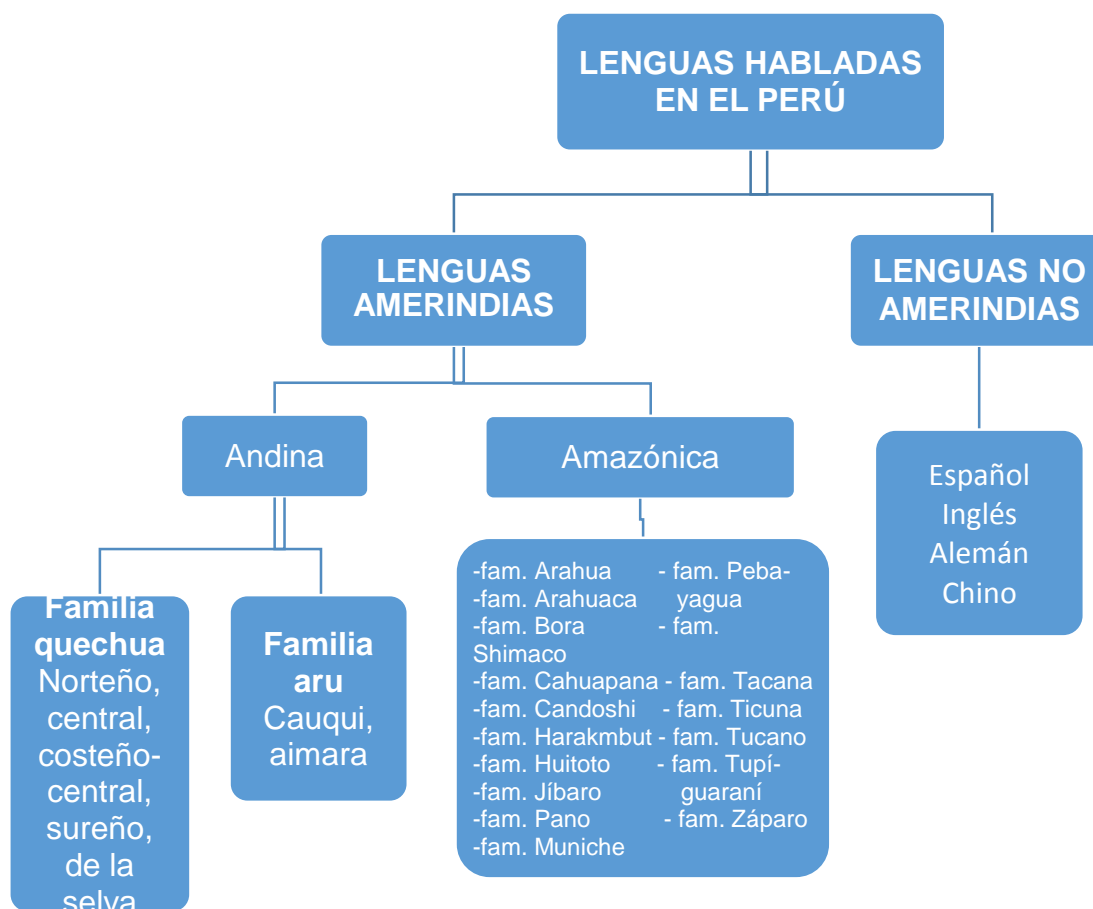 LENGUAS HABLADAS
EN EL PERÚ
LENGUAS
AMERINDIAS
LENGUAS NO
AMERINDIAS
Andina
Amazónica
Español
Inglés
Alemán
Chino
Familia
quechua
Norteño,
central,
costeño-
central,
sureño,
de la
selva
Familia
aru
Cauqui,
aimara
-fam. Arahua - fam. Peba-
-fam. Arahuaca yagua
-fam. Bora - fam.
Shimaco
-fam. Cahuapana - fam. Tacana
-fam. Candoshi - fam. Ticuna
-fam. Harakmbut - fam. Tucano
-fam. Huitoto - fam. Tupí-
-fam. Jíbaro guaraní
-fam. Pano - fam. Záparo
-fam. Muniche